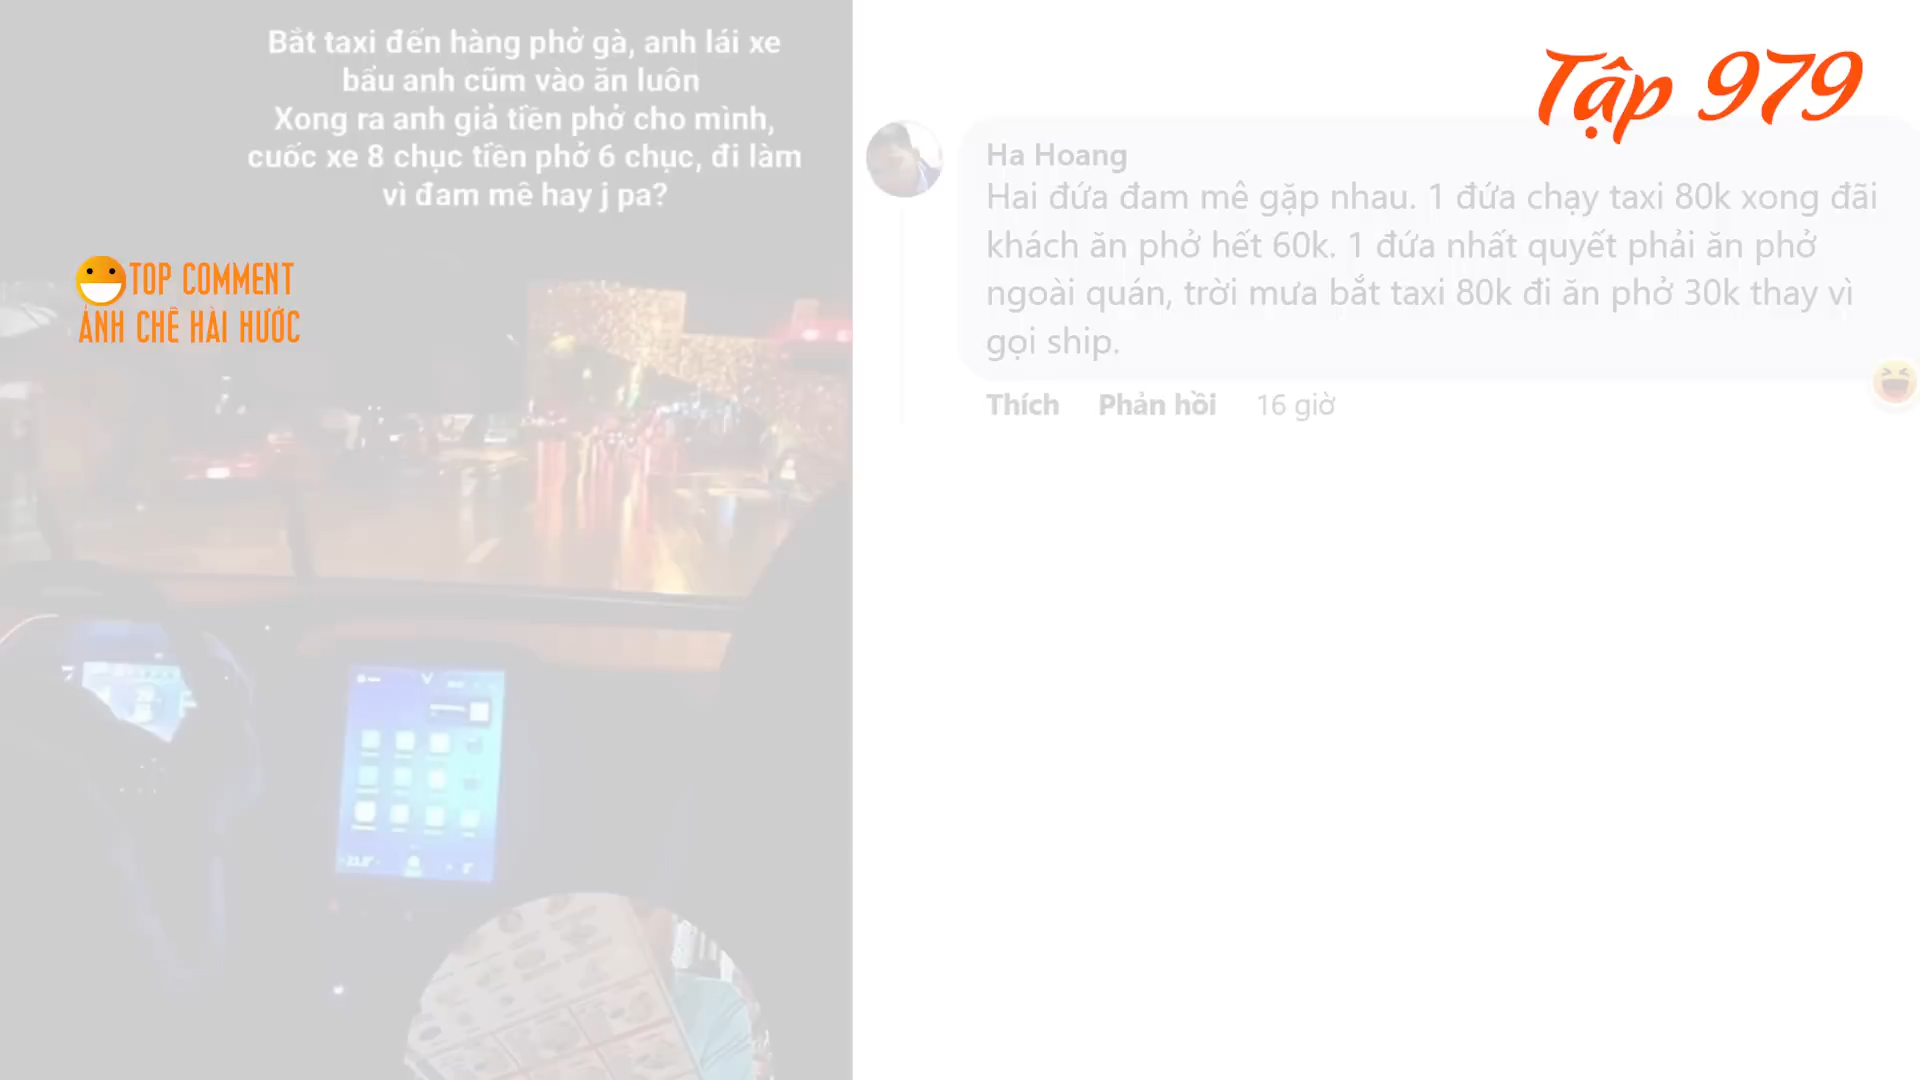 Bắt taxi đến hàng phở gà, anh lái xe
bẩu anh cũm vào ăn luôn
Xong ra anh giả tiền phở cho mình,
cuốc xe 8 chục tiền phở 6 chục, đi làm
vì đam mê hay j pa?
TOP COMMENT
ẢNH CHẾ HÀI HƯỚC
Tập 979
Ha Hoang
Hai đứa đam mê gặp nhau. 1 đứa chạy taxi 80k xong đãi
khách ăn phở hết 60k. 1 đứa nhất quyết phải ăn phở
ngoài quán, trời mưa bắt taxi 80k đi ăn phở 30k thay vì
gọi ship.
Thích Phản hồi 16 giờ